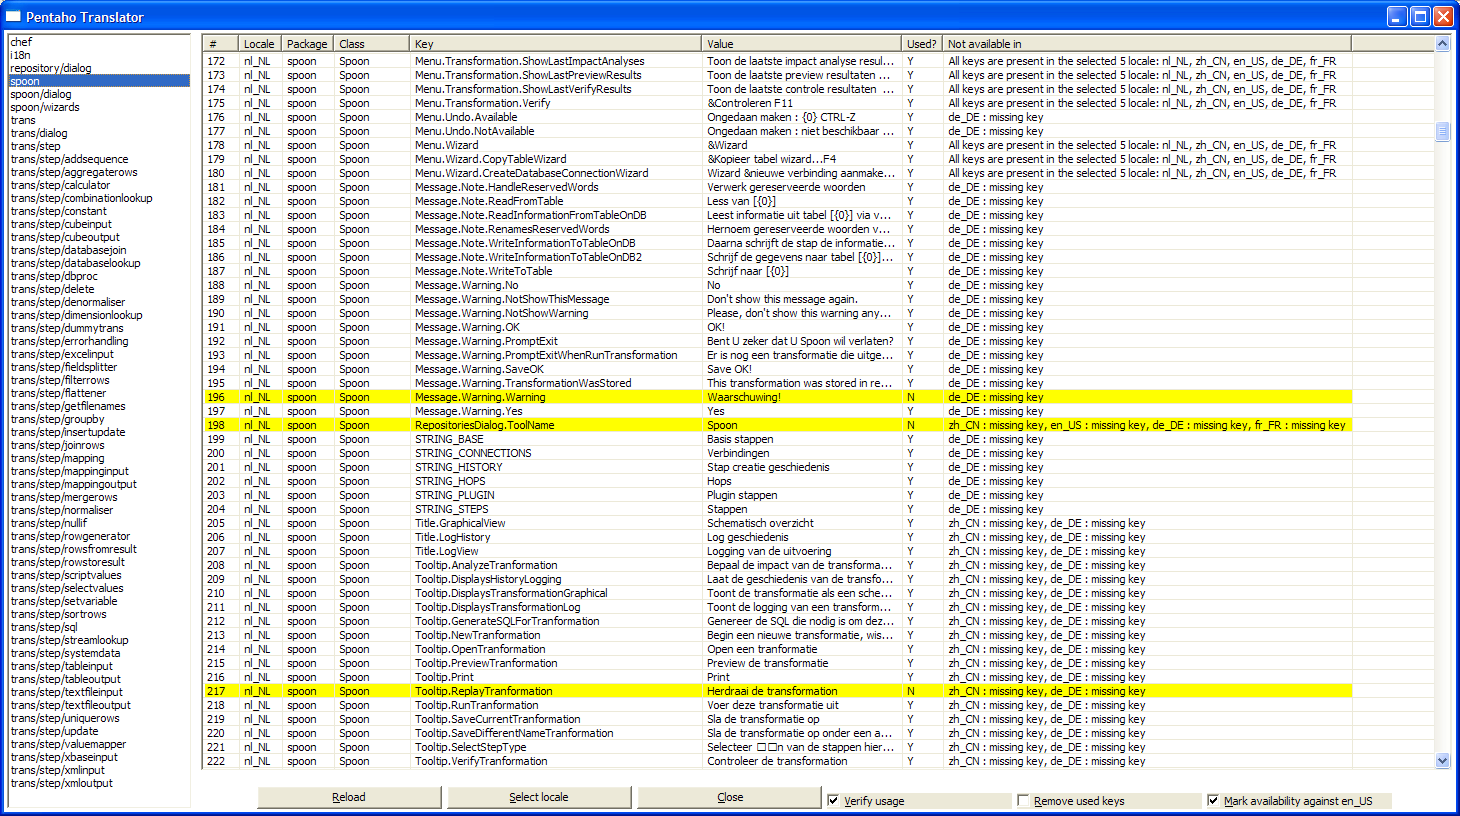 Pentaho Translator
chef
i18n
repository/dialog
spoon
spoon/dialog
spoon/wizards
trans
trans/dialog
trans/step
trans/step/addsequence
trans/step/aggregaterows
trans/step/calculator
trans/step/combinationlookup
trans/step/constant
trans/step/cubeinput
trans/step/cubeoutput
trans/step/databasejoin
trans/step/databaselookup
trans/step/dbproc
trans/step/delete
trans/step/denormaliser
trans/step/dimensionlookup
trans/step/dummytrans
trans/step/errorhandling
trans/step/excelinput
trans/step/fieldsplitter
trans/step/filterrows
trans/step/flattener
trans/step/getfilenames
trans/step/groupby
trans/step/insertupdate
trans/step/joinrows
trans/step/mapping
trans/step/mappinginput
trans/step/mappingoutput
trans/step/mergerows
trans/step/normaliser
trans/step/nullif
trans/step/rowgenerator
trans/step/rowsfromresult
trans/step/rowstoresult
trans/step/scriptvalues
trans/step/selectvalues
trans/step/setvariable
trans/step/sortrows
trans/step/sql
trans/step/streamlookup
trans/step/systemdata
trans/step/tableinput
trans/step/tableoutput
trans/step/textfileinput
trans/step/textfileoutput
trans/step/uniquerows
trans/step/update
trans/step/valuemapper
trans/step/xbaseinput
trans/step/xmlinput
trans/step/xmloutput
# Locale Package Class Key Value Used? Not available in
172 nl_NL spoon Spoon Menu.Transformation.ShowLastImpactAnalyses Toon de laatste impact analyse resul... Y All keys are present in the selected 5 locale: nl_NL, zh_CN, en_US, de_DE, fr_FR
173 nl_NL spoon Spoon Menu.Transformation.ShowLastPreviewResults Toon de laatste preview resultaten ... Y All keys are present in the selected 5 locale: nl_NL, zh_CN, en_US, de_DE, fr_FR
174 nl_NL spoon Spoon Menu.Transformation.ShowLastVerifyResults Toon de laatste controle resultaten ... Y All keys are present in the selected 5 locale: nl_NL, zh_CN, en_US, de_DE, fr_FR
175 nl_NL spoon Spoon Menu.Transformation.Verify &Controleren F11 Y All keys are present in the selected 5 locale: nl_NL, zh_CN, en_US, de_DE, fr_FR
176 nl_NL spoon Spoon Menu.Undo.Available Ongedaan maken : {0} CTRL-Z Y de_DE : missing key
177 nl_NL spoon Spoon Menu.Undo.NotAvailable Ongedaan maken : niet beschikbaar ... Y de_DE : missing key
178 nl_NL spoon Spoon Menu.Wizard &Wizard Y All keys are present in the selected 5 locale: nl_NL, zh_CN, en_US, de_DE, fr_FR
179 nl_NL spoon Spoon Menu.Wizard.CopyTableWizard &Kopieer tabel wizard...F4 Y All keys are present in the selected 5 locale: nl_NL, zh_CN, en_US, de_DE, fr_FR
180 nl_NL spoon Spoon Menu.Wizard.CreateDatabaseConnectionWizard Wizard &nieuwe verbinding aanmake... Y All keys are present in the selected 5 locale: nl_NL, zh_CN, en_US, de_DE, fr_FR
181 nl_NL spoon Spoon Message.Note.HandleReservedWords Verwerk gereserveerde woorden Y de_DE : missing key
182 nl_NL spoon Spoon Message.Note.ReadFromTable Less van [{0}] Y de_DE : missing key
183 nl_NL spoon Spoon Message.Note.ReadInformationFromTableOnDB Leest informatie uit tabel [{0}] via v... Y de_DE : missing key
184 nl_NL spoon Spoon Message.Note.RenamesReservedWords Hernoem gereserveerde woorden v... Y de_DE : missing key
185 nl_NL spoon Spoon Message.Note.WriteInformationToTableOnDB Daarna schrijft de stap de informatie... Y de_DE : missing key
186 nl_NL spoon Spoon Message.Note.WriteInformationToTableOnDB2 Schrijf de gegevens naar tabel [{0}]... Y de_DE : missing key
187 nl_NL spoon Spoon Message.Note.WriteToTable Schrijf naar [{0}] Y de_DE : missing key
188 nl_NL spoon Spoon Message.Warning.No No Y de_DE : missing key
189 nl_NL spoon Spoon Message.Warning.NotShowThisMessage Don't show this message again. Y de_DE : missing key
190 nl_NL spoon Spoon Message.Warning.NotShowWarning Please, don't show this warning any... Y de_DE : missing key
191 nl_NL spoon Spoon Message.Warning.OK OK! Y de_DE : missing key
192 nl_NL spoon Spoon Message.Warning.PromptExit Bent U zeker dat U Spoon wil verlaten? Y de_DE : missing key
193 nl_NL spoon Spoon Message.Warning.PromptExitWhenRunTransformation Er is nog een transformatie die uitge... Y de_DE : missing key
194 nl_NL spoon Spoon Message.Warning.SaveOK Save OK! Y de_DE : missing key
195 nl_NL spoon Spoon Message.Warning.TransformationWasStored This transformation was stored in re... Y de_DE : missing key
196 nl_NL spoon Spoon Message.Warning.Warning Waarschuwing! N de_DE : missing key
197 nl_NL spoon Spoon Message.Warning.Yes Yes Y de_DE : missing key
198 nl_NL spoon Spoon RepositoriesDialog.ToolName Spoon N zh_CN : missing key, en_US : missing key, de_DE : missing key, fr_FR : missing key
199 nl_NL spoon Spoon STRING_BASE Basis stappen Y de_DE : missing key
200 nl_NL spoon Spoon STRING_CONNECTIONS Verbindingen Y de_DE : missing key
201 nl_NL spoon Spoon STRING_HISTORY Stap creatie geschiedenis Y de_DE : missing key
202 nl_NL spoon Spoon STRING_HOPS Hops Y de_DE : missing key
203 nl_NL spoon Spoon STRING_PLUGIN Plugin stappen Y de_DE : missing key
204 nl_NL spoon Spoon STRING_STEPS Stappen Y de_DE : missing key
205 nl_NL spoon Spoon Title.GraphicalView Schematisch overzicht Y zh_CN : missing key, de_DE : missing key
206 nl_NL spoon Spoon Title.LogHistory Log geschiedenis Y zh_CN : missing key, de_DE : missing key
207 nl_NL spoon Spoon Title.LogView Logging van de uitvoering Y zh_CN : missing key, de_DE : missing key
208 nl_NL spoon Spoon Tooltip.AnalyzeTranformation Bepaal de impact van de transforma... Y zh_CN : missing key, de_DE : missing key
209 nl_NL spoon Spoon Tooltip.DisplaysHistoryLogging Laat de geschiedenis van de transfo... Y zh_CN : missing key, de_DE : missing key
210 nl_NL spoon Spoon Tooltip.DisplaysTransformationGraphical Toont de transformatie als een sche... Y zh_CN : missing key, de_DE : missing key
211 nl_NL spoon Spoon Tooltip.DisplaysTransformationLog Toont de logging van een transform... Y zh_CN : missing key, de_DE : missing key
212 nl_NL spoon Spoon Tooltip.GenerateSQLForTranformation Genereer de SQL die nodig is om dez... Y zh_CN : missing key, de_DE : missing key
213 nl_NL spoon Spoon Tooltip.NewTranformation Begin een nieuwe transformatie, wis... Y zh_CN : missing key, de_DE : missing key
214 nl_NL spoon Spoon Tooltip.OpenTranformation Open een tranformatie Y zh_CN : missing key, de_DE : missing key
215 nl_NL spoon Spoon Tooltip.PreviewTranformation Preview de transformatie Y zh_CN : missing key, de_DE : missing key
216 nl_NL spoon Spoon Tooltip.Print Print Y zh_CN : missing key, de_DE : missing key
217 nl_NL spoon Spoon Tooltip.ReplayTranformation Herdraai de transformation N zh_CN : missing key, de_DE : missing key
218 nl_NL spoon Spoon Tooltip.RunTranformation Voer deze transformatie uit Y zh_CN : missing key, de_DE : missing key
219 nl_NL spoon Spoon Tooltip.SaveCurrentTranformation Sla de transformatie op Y zh_CN : missing key, de_DE : missing key
220 nl_NL spoon Spoon Tooltip.SaveDifferentNameTranformation Sla de transformatie op onder een a... Y zh_CN : missing key, de_DE : missing key
221 nl_NL spoon Spoon Tooltip.SelectStepType Selecteer □□n van de stappen hier... Y zh_CN : missing key, de_DE : missing key
222 nl_NL spoon Spoon Tooltip.VerifyTranformation Controleer de transformation Y zh_CN : missing key, de_DE : missing key
Reload Select locale Close Verify usage Remove used keys Mark availability against en_US